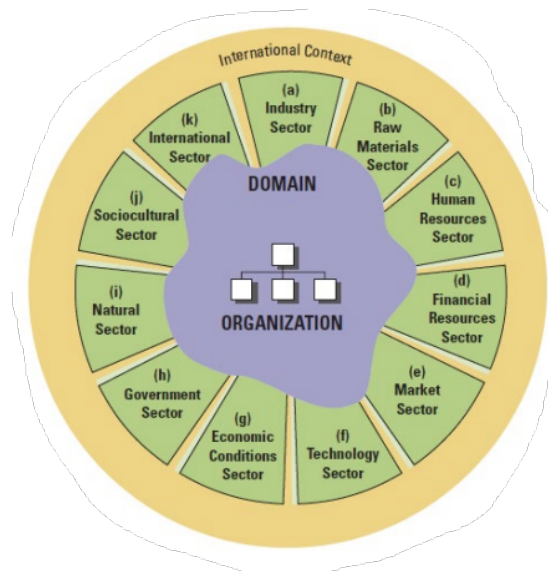 International Context
(a)
Industry
Sector
(b)
Raw
Materials
Sector
(c)
Human
Resources
Sector
(d)
Financial
Resources
Sector
(e)
Market
Sector
(f)
Technology
Sector
(g)
Economic
Conditions
Sector
(h)
Government
Sector
(i)
Natural
Sector
(j)
Sociocultural
Sector
(k)
International
Sector
DOMAIN
ORGANIZATION